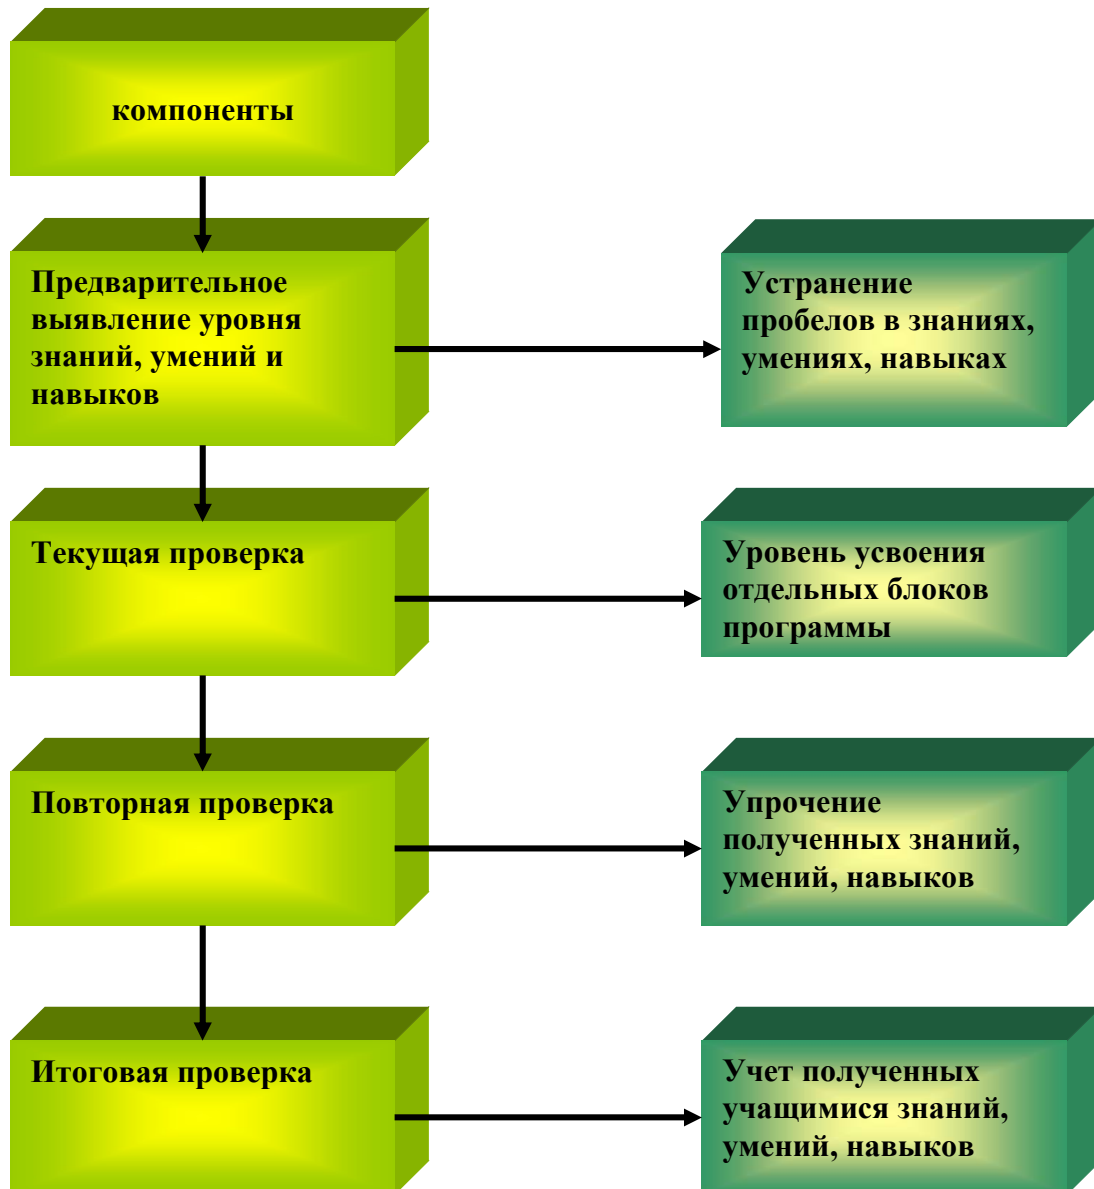 компоненты
Предварительное
выявление уровня
знаний, умений и
навыков
Устранение
пробелов в знаниях,
умениях, навыках
Текущая проверка
Уровень усвоения
отдельных блоков
программы
Повторная проверка
Упрочение
полученных знаний,
умений, навыков
Итоговая проверка
Учет полученных
учащимися знаний,
умений, навыков